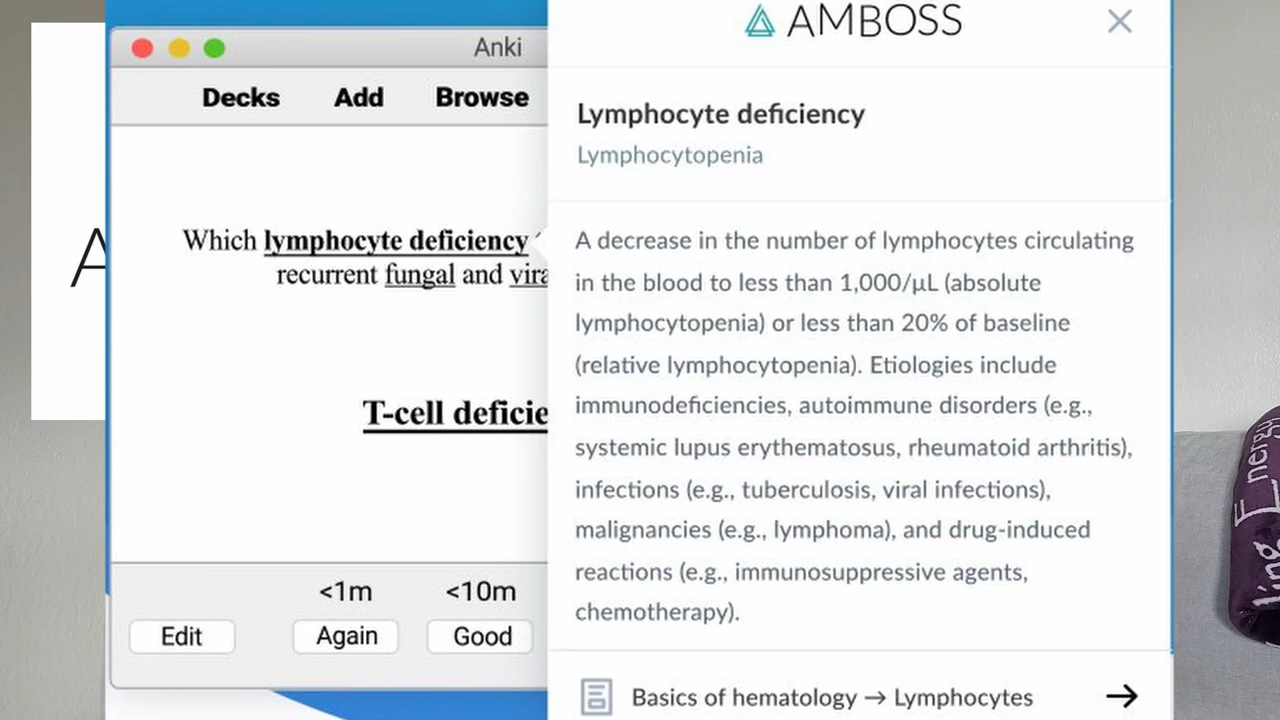 Anki
Decks Add Browse
Which lymphocyte deficiency
recurrent fungal and
T-cell
<1m <10m
Edit Again Good
AMBOSS
Lymphocyte deficiency
Lymphocytopenia
A decrease in the number of lymphocytes circulating
in the blood to less than 1,000/µL (absolute
lymphocytopenia) or less than 20% of baseline
(relative lymphocytopenia). Etiologies include
immunodeficiencies, autoimmune disorders (e.g.,
systemic lupus erythematosus, rheumatoid arthritis),
infections (e.g., tuberculosis, viral infections),
malignancies (e.g., lymphoma), and drug-induced
reactions (e.g., immunosuppressive agents,
chemotherapy).
Basics of hematology → Lymphocytes
A
Energy